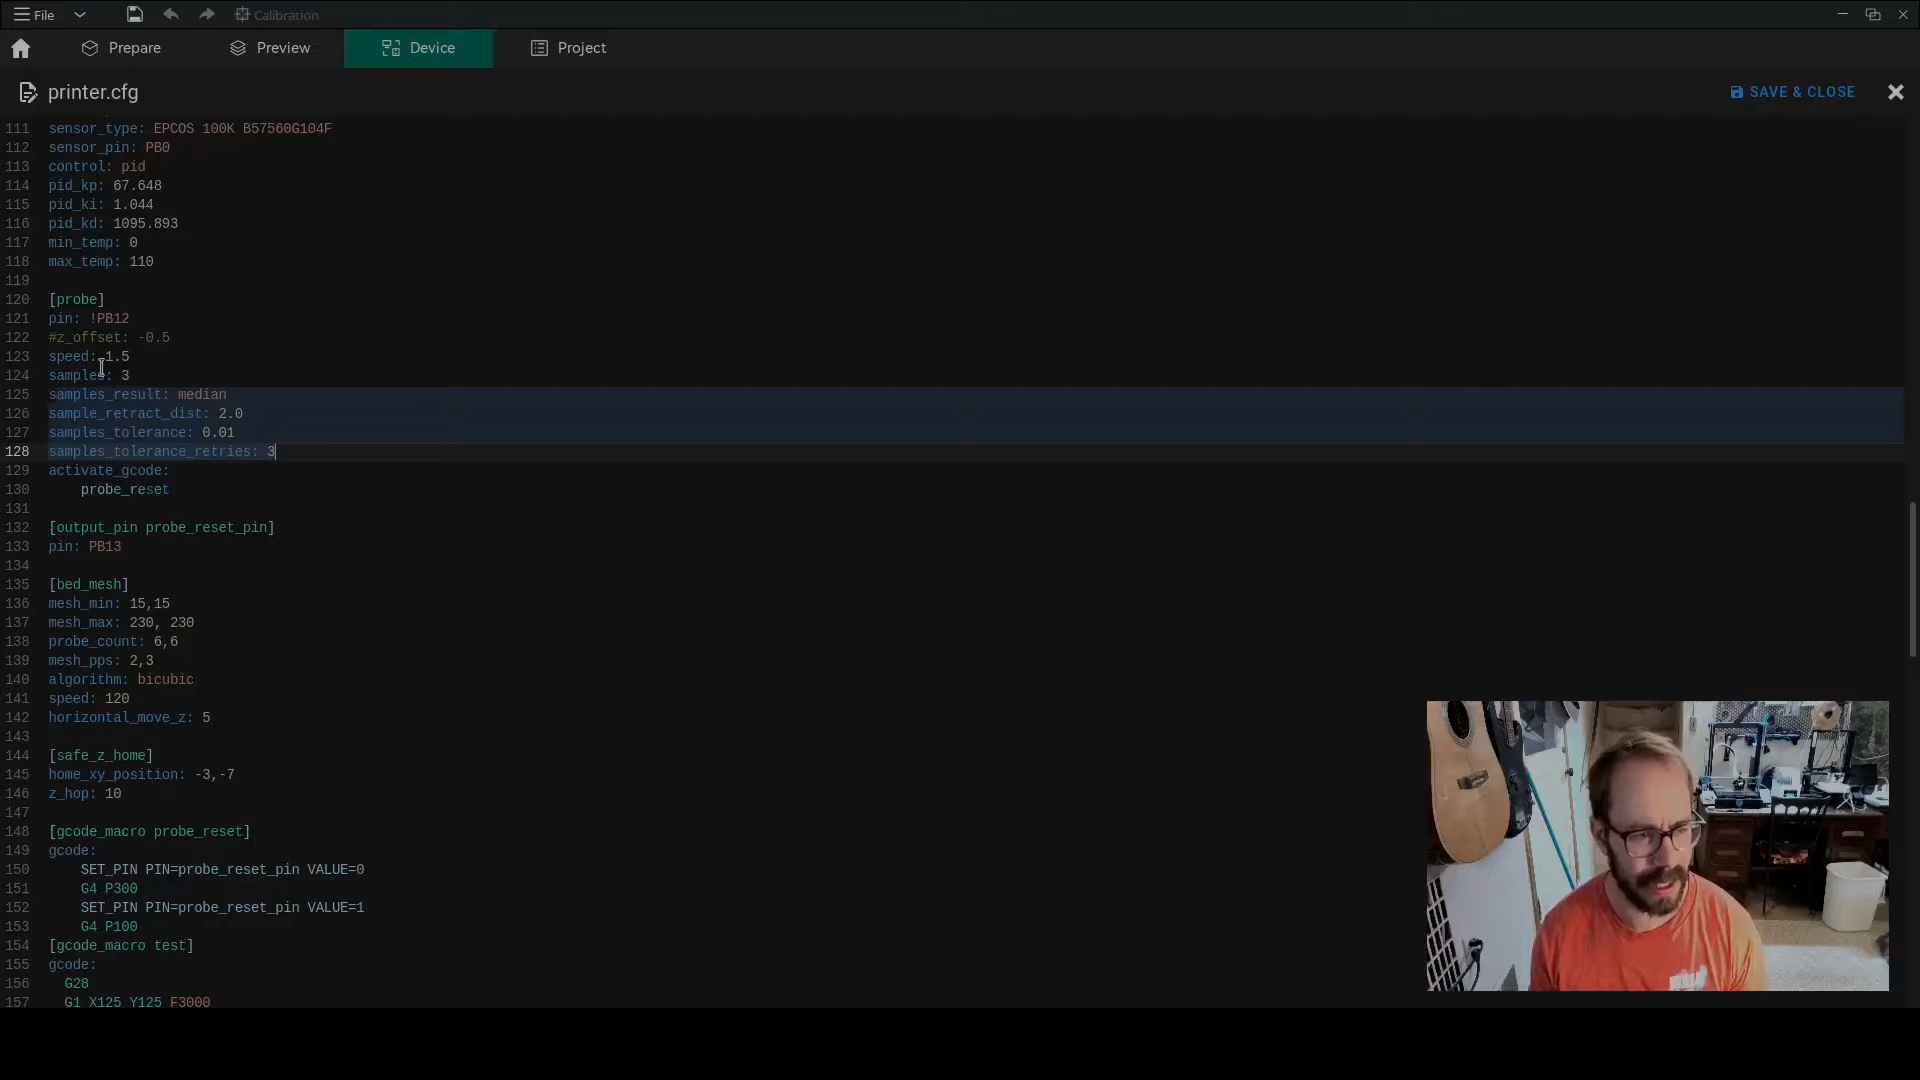 File
Calibration
Prepare
Preview
Device
Project
printer.cfg
SAVE & CLOSE
111 sensor_type: EPCOS 100K B57560G104F
112 sensor_pin: PB0
113 control: pid
114 pid_kp: 67.648
115 pid_ki: 1.044
116 pid_kd: 1095.893
117 min_temp: 0
118 max_temp: 110
119
120 [probe]
121 pin: !PB12
122 #z_offset: -0.5
123 speed: 1.5
124 samples: 3
125 samples_result: median
126 sample_retract_dist: 2.0
127 samples_tolerance: 0.01
128 samples_tolerance_retries: 3
129 activate_gcode:
130     probe_reset
131
132 [output_pin probe_reset_pin]
133 pin: PB13
134
135 [bed_mesh]
136 mesh_min: 15,15
137 mesh_max: 230, 230
138 probe_count: 6,6
139 mesh_pps: 2,3
140 algorithm: bicubic
141 speed: 120
142 horizontal_move_z: 5
143
144 [safe_z_home]
145 home_xy_position: -3,-7
146 z_hop: 10
147
148 [gcode_macro probe_reset]
149 gcode:
150     SET_PIN PIN=probe_reset_pin VALUE=0
151     G4 P300
152     SET_PIN PIN=probe_reset_pin VALUE=1
153     G4 P100
154 [gcode_macro test]
155 gcode:
156   G28
157   G1 X125 Y125 F3000